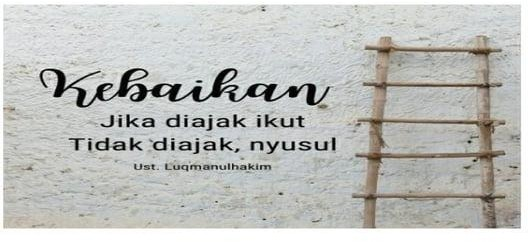 Kebaikan
Jika diajak ikut
Tidak diajak, nyusul
Ust. Luqmanulhakim